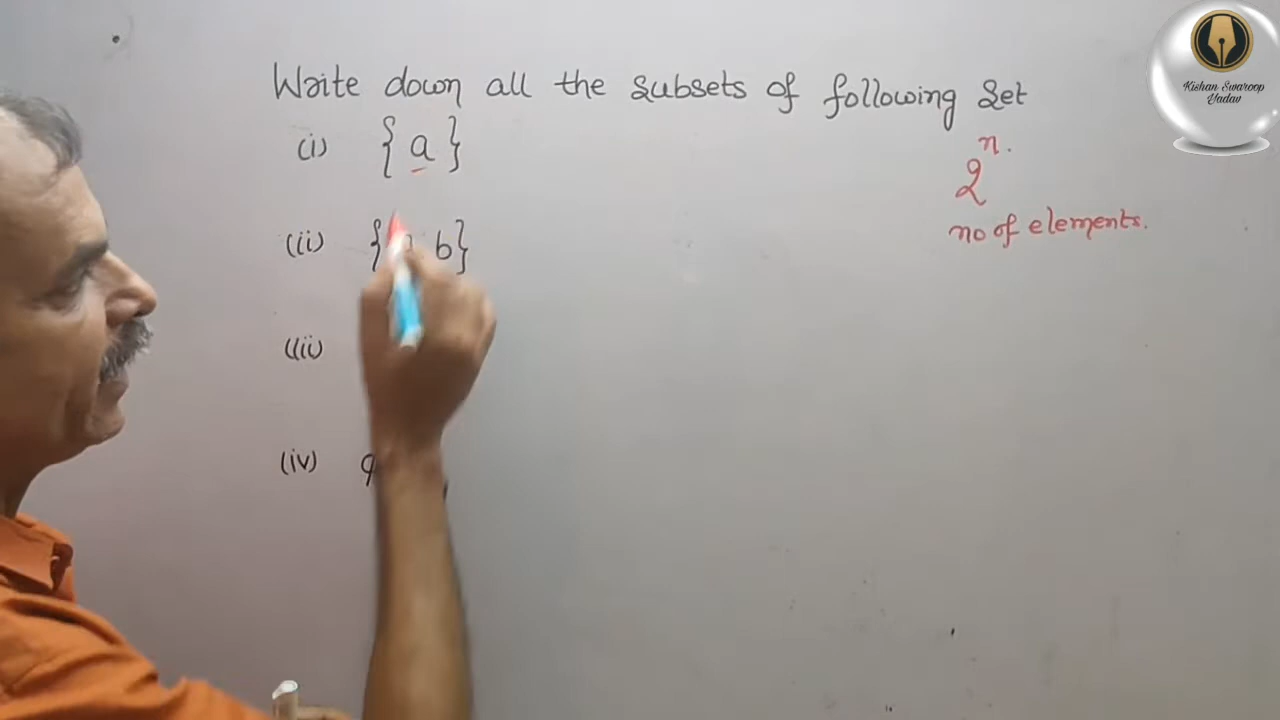 Write down all the subsets of following set
(i) { a }
(ii) { b}
(iii
(iv)
2ⁿ.
no of elements.
Kishan Swaroop
Yadav